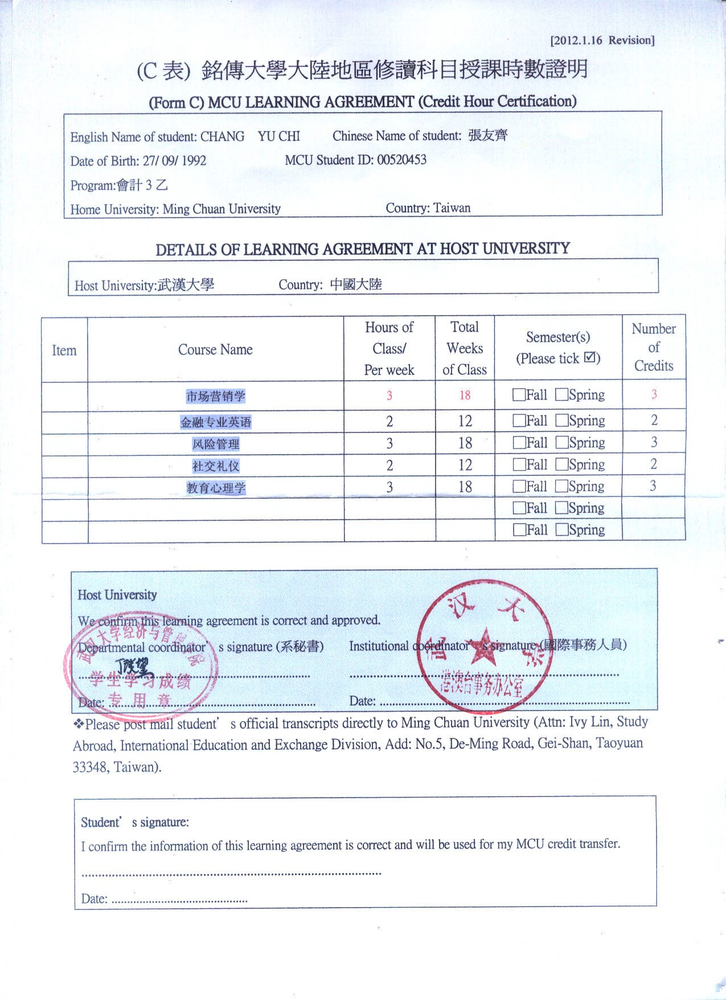 [2012.1.16 Revision]
(C 表) 銘傳大學大陸地區修讀科目授課時數證明
(Form C) MCU LEARNING AGREEMENT (Credit Hour Certification)
English Name of student: CHANG YU CHI Chinese Name of student: 張友齊
Date of Birth: 27/ 09/ 1992 MCU Student ID: 00520453
Program:會計 3 乙
Home University: Ming Chuan University Country: Taiwan
DETAILS OF LEARNING AGREEMENT AT HOST UNIVERSITY
Host University:武漢大學 Country: 中國大陸
Item Course Name Hours of Class/ Per week Total Weeks of Class Semester(s) (Please tick ☑) Number of Credits
市场营销学 3 18 □Fall □Spring 3
金融专业英语 2 12 □Fall □Spring 2
风险管理 3 18 □Fall □Spring 3
社交礼仪 2 12 □Fall □Spring 2
教育心理学 3 18 □Fall □Spring 3
□Fall □Spring
□Fall □Spring
Host University
We confirm this learning agreement is correct and approved.
Departmental coordinator's signature (系秘書) Institutional coordinator's signature (國際事務人員)
Date: Date:
武汉大学经济与管理学院
学生学习成绩
专用章
武汉大学
港澳台事务办公室
❖Please post mail student's official transcripts directly to Ming Chuan University (Attn: Ivy Lin, Study
Abroad, International Education and Exchange Division, Add: No.5, De-Ming Road, Gei-Shan, Taoyuan
33348, Taiwan).
Student's signature:
I confirm the information of this learning agreement is correct and will be used for my MCU credit transfer.
Date: